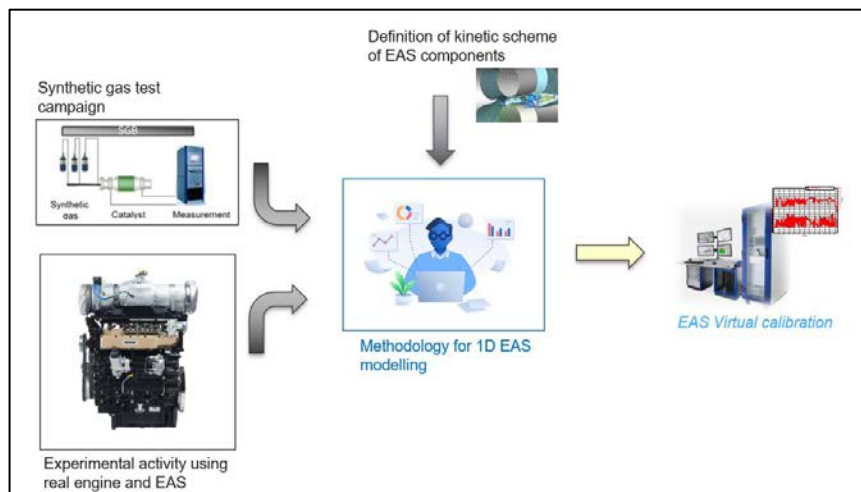 Definition of kinetic scheme
of EAS components
Synthetic gas test
campaign
SGB
Synthetic
gas
Catalyst
Measurement
Methodology for 1D EAS
modelling
EAS Virtual calibration
Experimental activity using
real engine and EAS